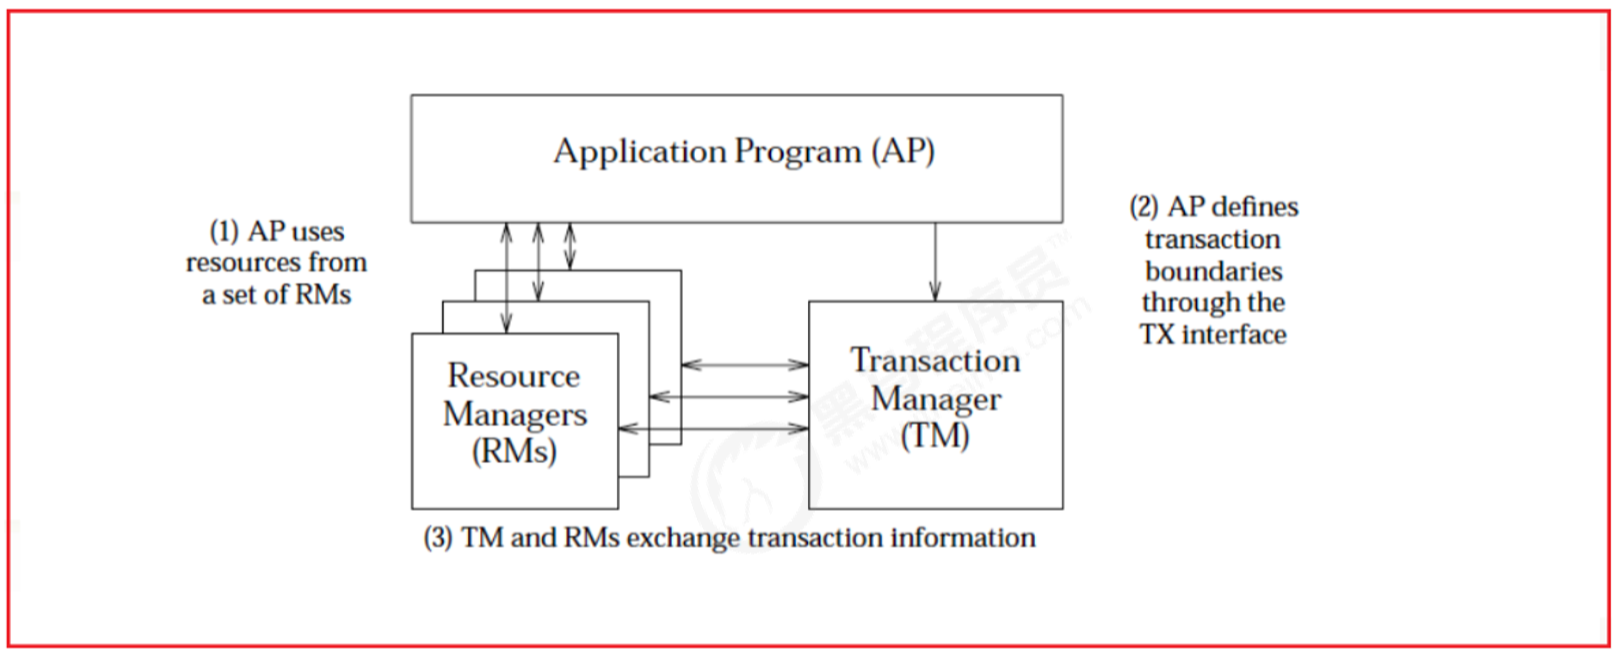 Application Program (AP)
(1) AP uses
resources from
a set of RMs
(2) AP defines
transaction
boundaries
through the
TX interface
Resource
Managers
(RMs)
Transaction
Manager
(TM)
(3) TM and RMs exchange transaction information